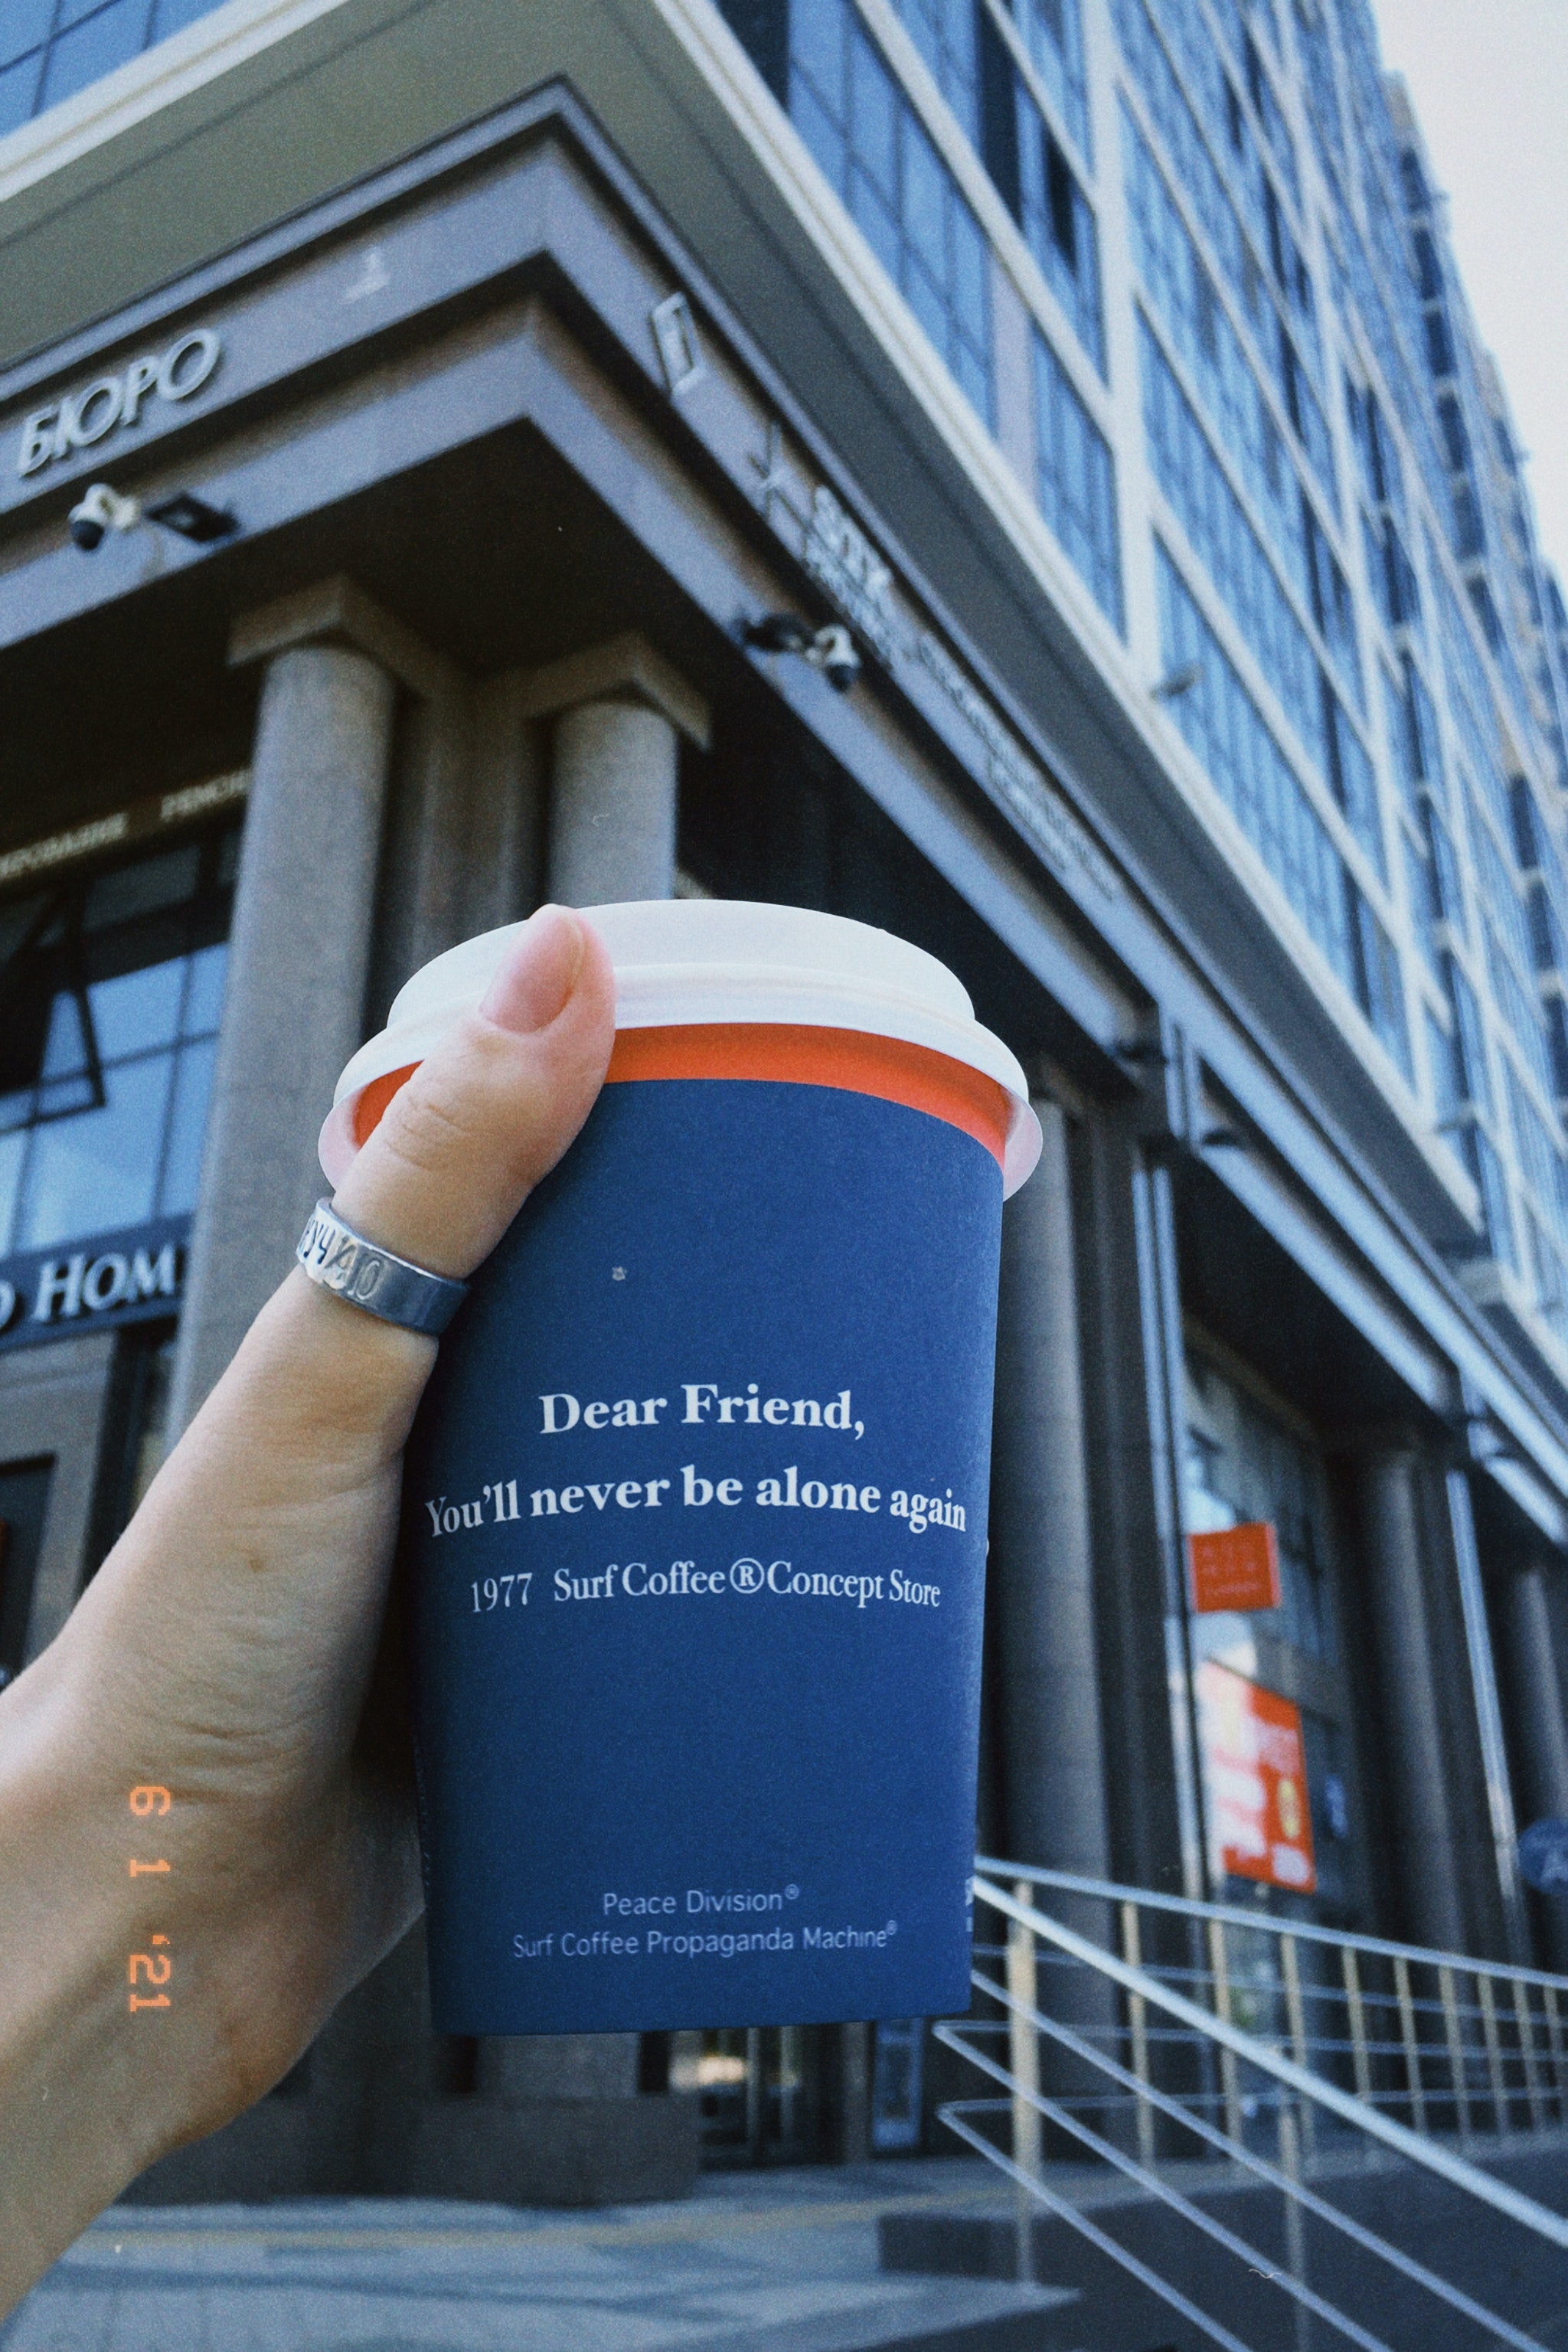 БЮРО
HOM
Dear Friend,
You'll never be alone again
1977 Surf Coffee®Concept Store
Peace Division®
Surf Coffee Propaganda Machine®
6 1 '21